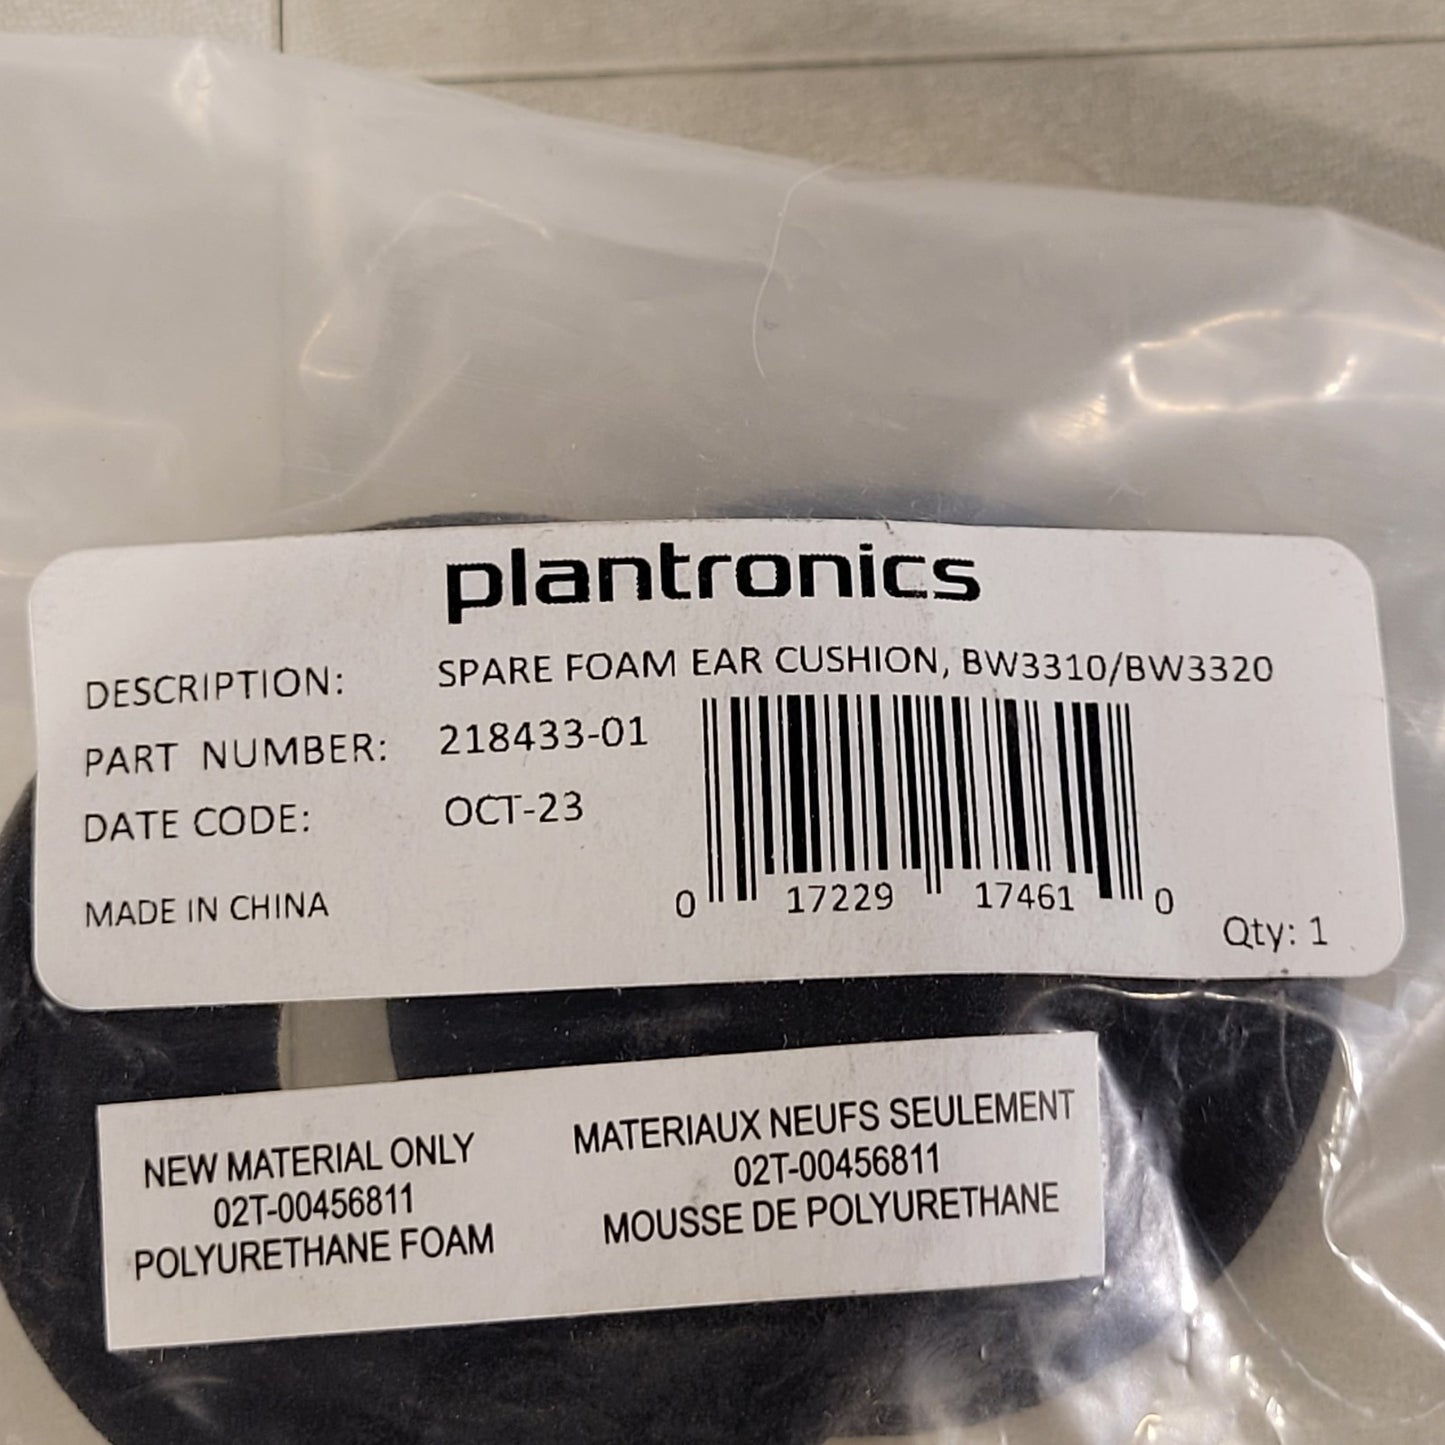 plantronics
DESCRIPTION: SPARE FOAM EAR CUSHION, BW3310/BW3320
PART NUMBER: 218433-01
DATE CODE: OCT-23
MADE IN CHINA
0 17229 17461 0
Qty: 1
NEW MATERIAL ONLY
02T-00456811
POLYURETHANE FOAM
MATERIAUX NEUFS SEULEMENT
02T-00456811
MOUSSE DE POLYURETHANE